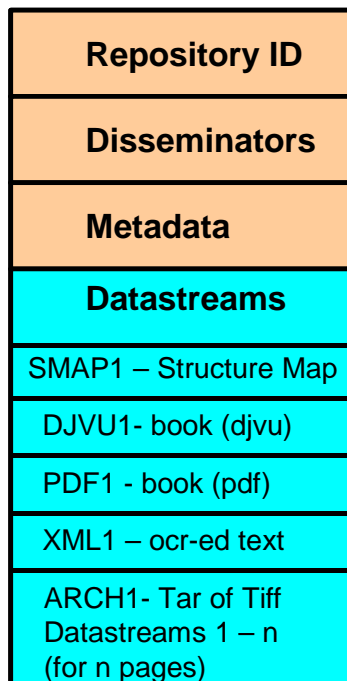 Repository ID
Disseminators
Metadata
Datastreams
SMAP1 – Structure Map
DJVU1- book (djvu)
PDF1 - book (pdf)
XML1 – ocr-ed text
ARCH1- Tar of Tiff
Datastreams 1 – n
(for n pages)